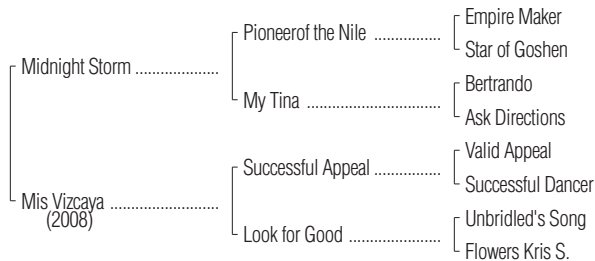 Empire Maker
Pioneerof the Nile ................
Star of Goshen
Midnight Storm ....................
Bertrando
My Tina ................................
Ask Directions
Valid Appeal
Successful Appeal ................
Successful Dancer
Mis Vizcaya ..........................
(2008)
Unbridled's Song
Look for Good ......................
Flowers Kris S.